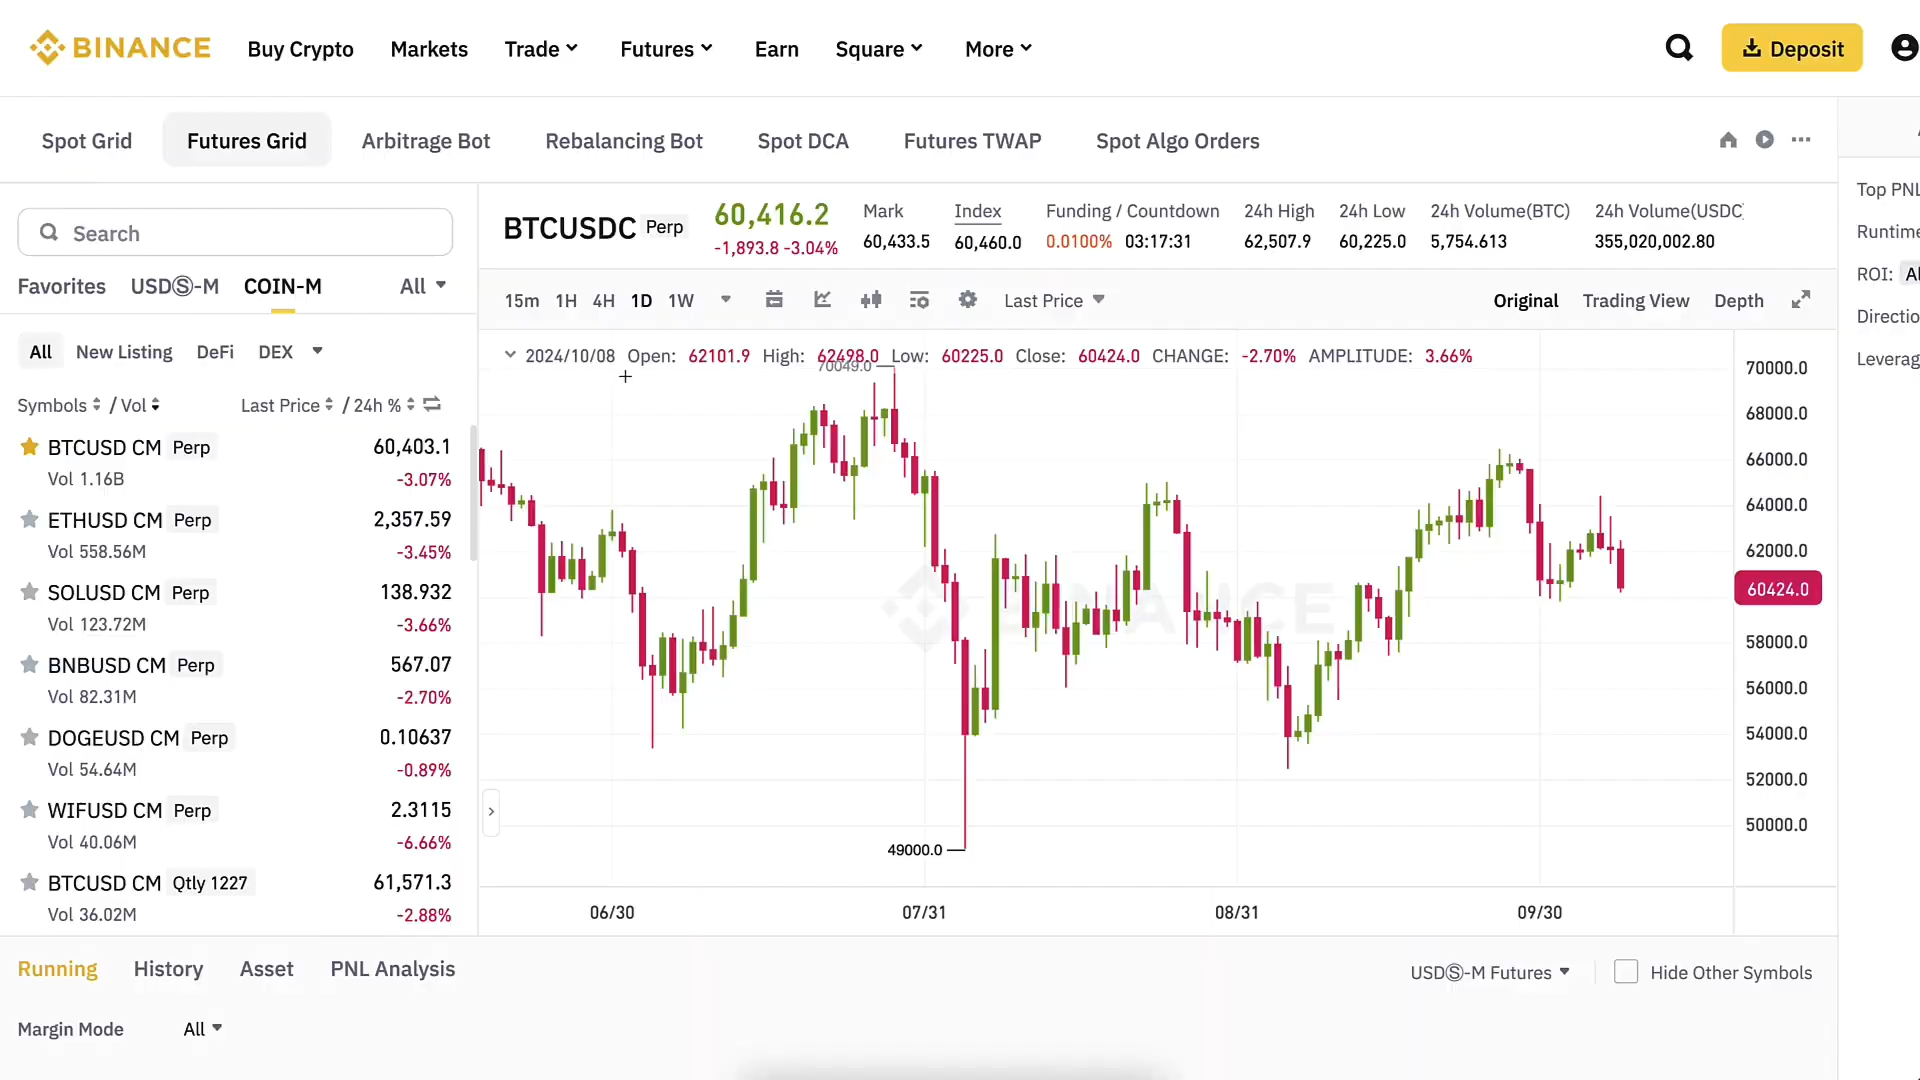 BINANCE
Buy Crypto Markets Trade Futures Earn Square More
Deposit
Spot Grid Futures Grid Arbitrage Bot Rebalancing Bot Spot DCA Futures TWAP Spot Algo Orders
Search
Favorites USDⓈ-M COIN-M All
All New Listing DeFi DEX
Symbols / Vol Last Price / 24h %
BTCUSD CM Perp 60,403.1
Vol 1.16B -3.07%
ETHUSD CM Perp 2,357.59
Vol 558.56M -3.45%
SOLUSD CM Perp 138.932
Vol 123.72M -3.66%
BNBUSD CM Perp 567.07
Vol 82.31M -2.70%
DOGEUSD CM Perp 0.10637
Vol 54.64M -0.89%
WIFUSD CM Perp 2.3115
Vol 40.06M -6.66%
BTCUSD CM Qtly 1227 61,571.3
Vol 36.02M -2.88%
BTCUSDC Perp
60,416.2
-1,893.8 -3.04%
Mark
60,433.5
Index
60,460.0
Funding / Countdown
0.0100% 03:17:31
24h High
62,507.9
24h Low
60,225.0
24h Volume(BTC)
5,754.613
24h Volume(USDC)
355,020,002.80
15m 1H 4H 1D 1W Last Price Original Trading View Depth
2024/10/08 Open: 62101.9 High: 62498.0 Low: 60225.0 Close: 60424.0 CHANGE: -2.70% AMPLITUDE: 3.66%
70049.0
BINANCE
49000.0
70000.0
68000.0
66000.0
64000.0
62000.0
60424.0
58000.0
56000.0
54000.0
52000.0
50000.0
06/30 07/31 08/31 09/30
Top PNL
Runtime
ROI:
Running History Asset PNL Analysis
USDⓈ-M Futures Hide Other Symbols
Margin Mode All